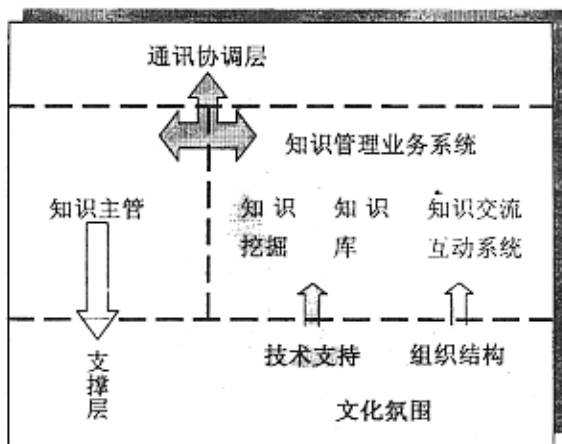 通讯协调层
知识管理业务系统
知识主管
知识挖掘
知识库
知识交流互动系统
支撑层
技术支持
组织结构
文化氛围